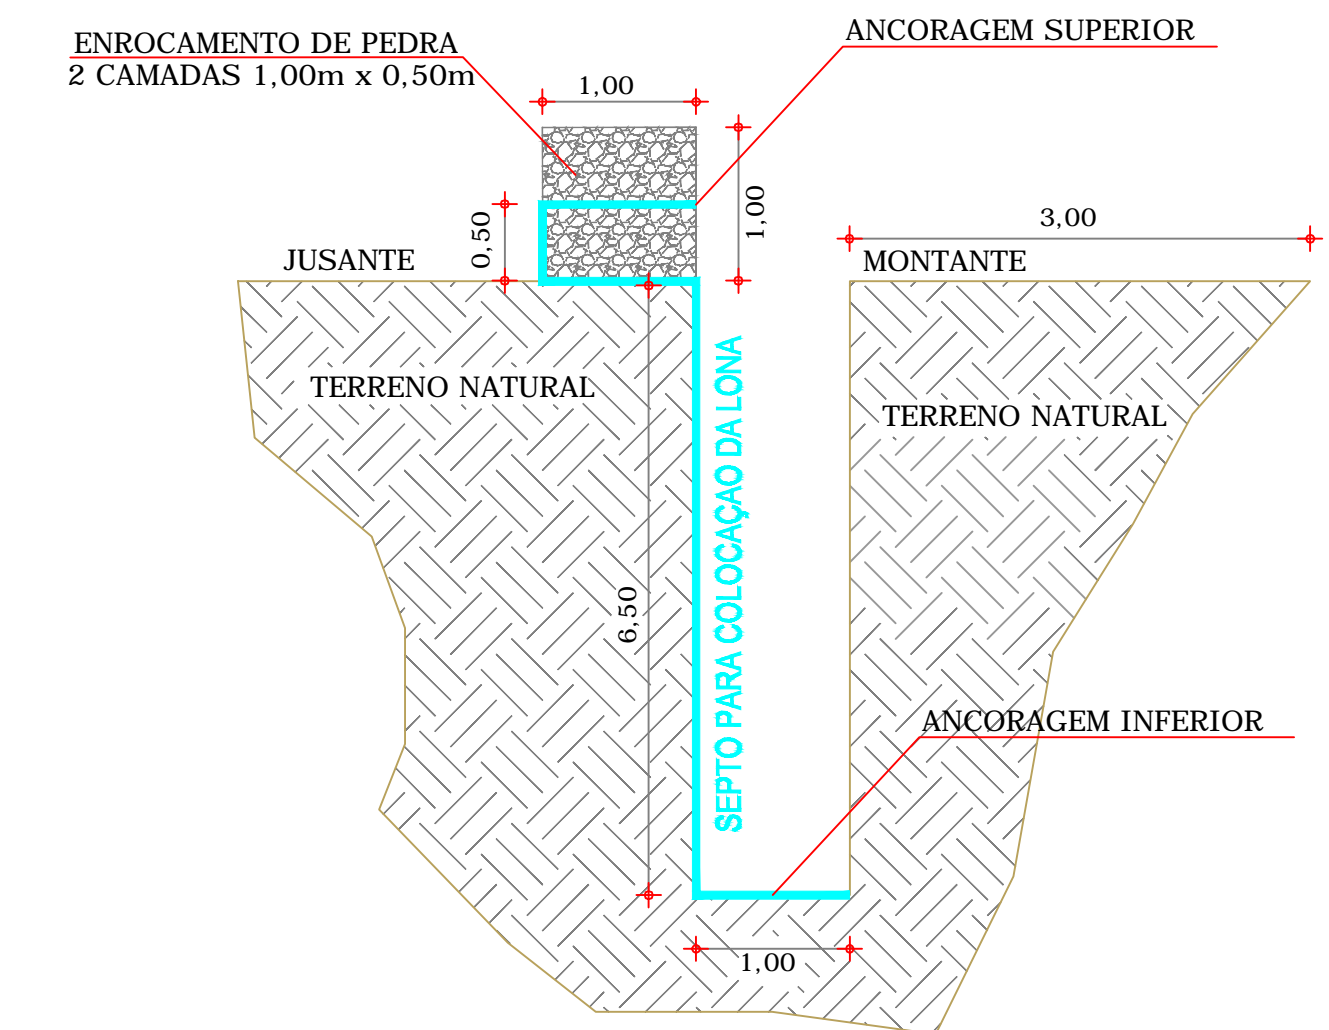 ENROCAMENTO DE PEDRA
2 CAMADAS 1,00m x 0,50m
ANCORAGEM SUPERIOR
1,00
1,00
0,50
3,00
JUSANTE
MONTANTE
TERRENO NATURAL
TERRENO NATURAL
SEPTO PARA COLOCAÇAO DA LONA
6,50
ANCORAGEM INFERIOR
1,00